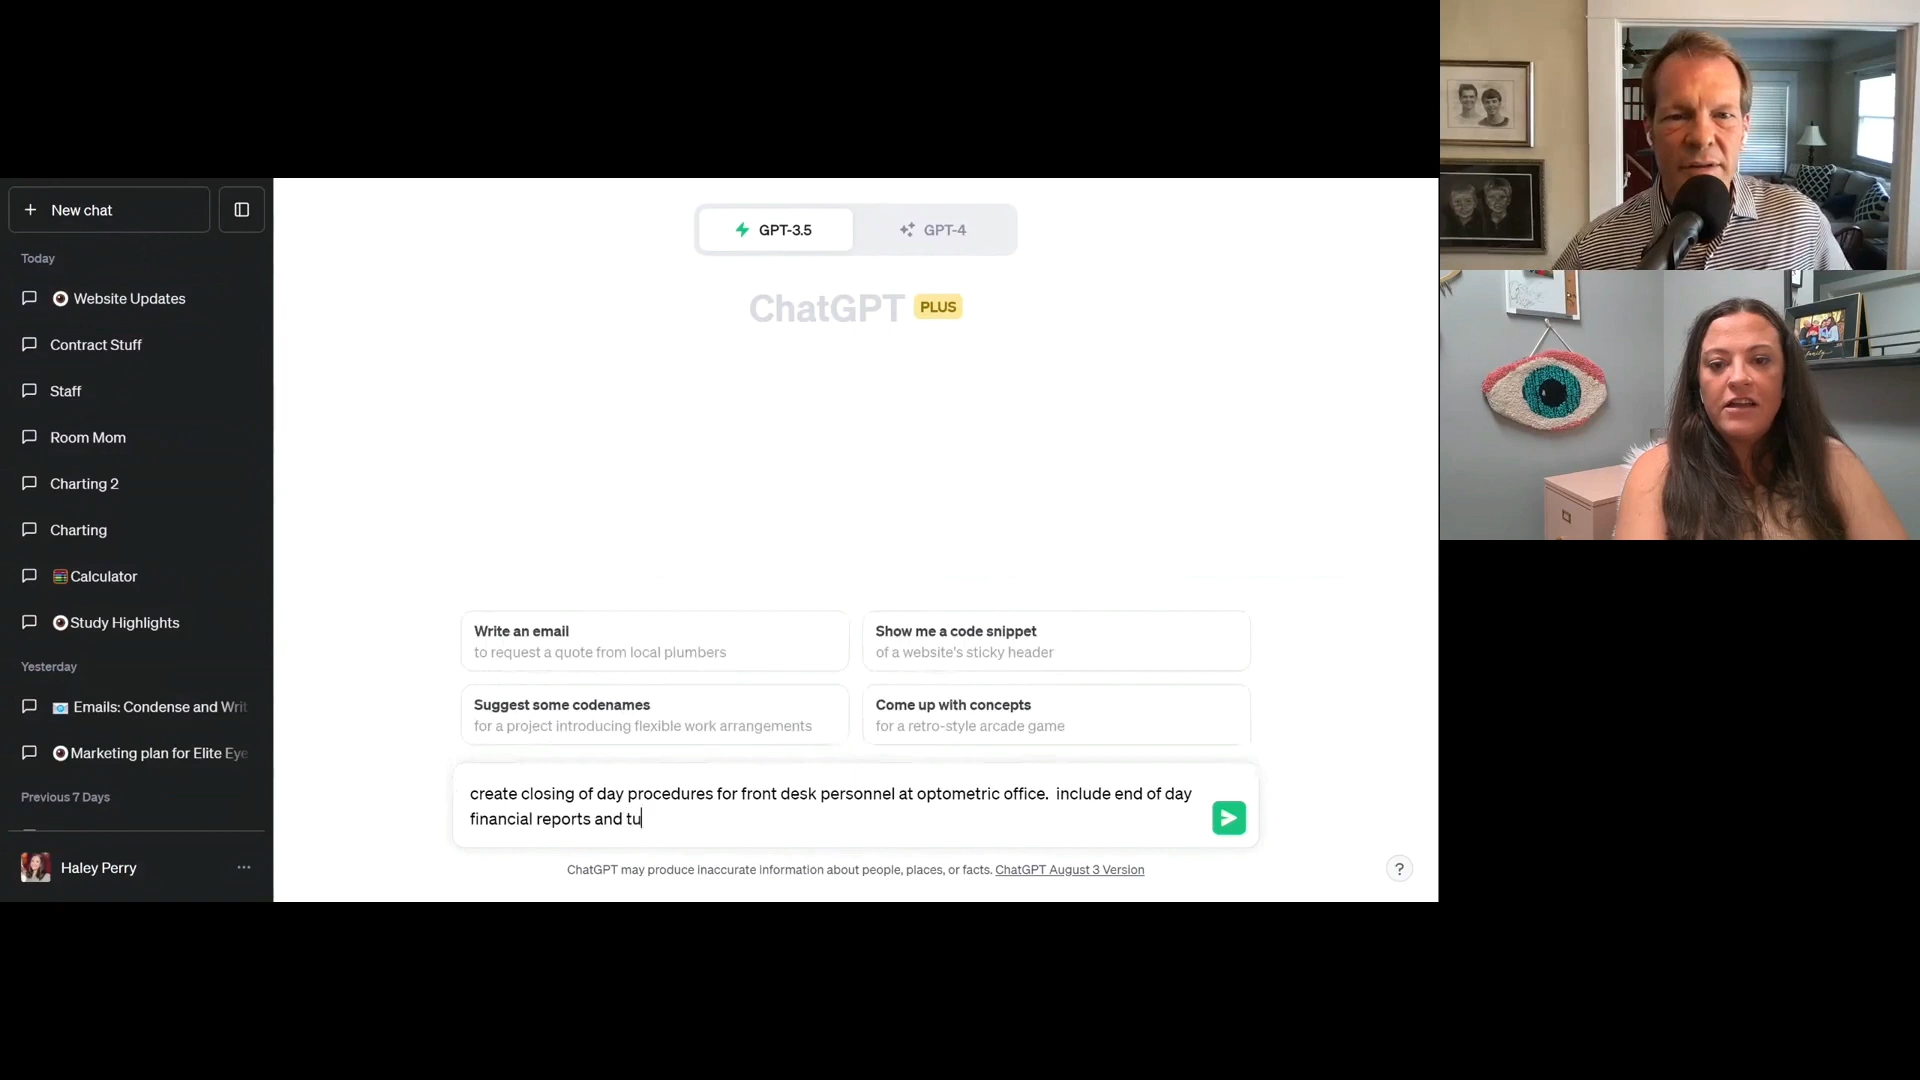 New chat
Today
Website Updates
Contract Stuff
Staff
Room Mom
Charting 2
Charting
Calculator
Study Highlights
Yesterday
Emails: Condense and Writ
Marketing plan for Elite Eye
Previous 7 Days
Haley Perry
GPT-3.5
GPT-4
ChatGPT PLUS
Write an email
to request a quote from local plumbers
Show me a code snippet
of a website's sticky header
Suggest some codenames
for a project introducing flexible work arrangements
Come up with concepts
for a retro-style arcade game
create closing of day procedures for front desk personnel at optometric office.  include end of day
financial reports and tu
ChatGPT may produce inaccurate information about people, places, or facts. ChatGPT August 3 Version
?
family